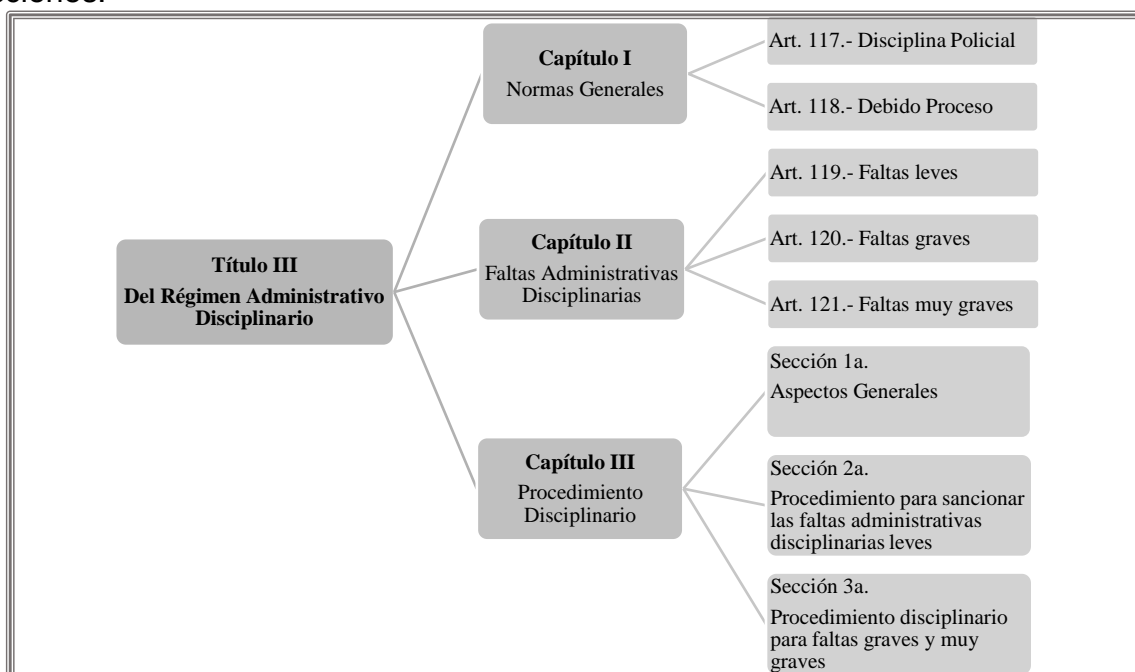 Título III
Del Régimen Administrativo
Disciplinario
Capítulo I
Normas Generales
Art. 117.- Disciplina Policial
Art. 118.- Debido Proceso
Capítulo II
Faltas Administrativas
Disciplinarias
Art. 119.- Faltas leves
Art. 120.- Faltas graves
Art. 121.- Faltas muy graves
Capítulo III
Procedimiento
Disciplinario
Sección 1a.
Aspectos Generales
Sección 2a.
Procedimiento para sancionar
las faltas administrativas
disciplinarias leves
Sección 3a.
Procedimiento disciplinario
para faltas graves y muy
graves